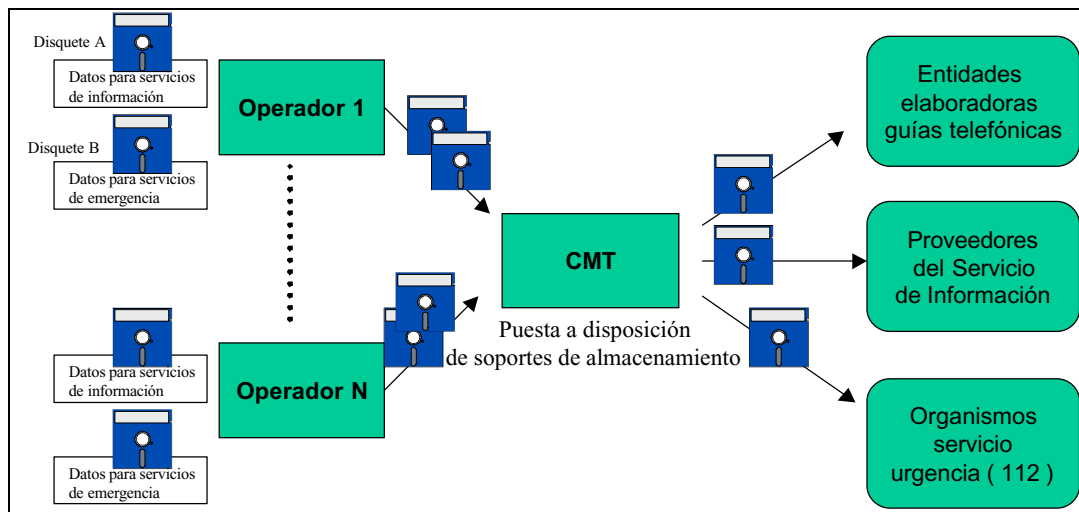 Disquete A
Datos para servicios
de información
Disquete B
Datos para servicios
de emergencia
Operador 1
Datos para servicios
de información
Datos para servicios
de emergencia
Operador N
CMT
Puesta a disposición
de soportes de almacenamiento
Entidades
elaboradoras
guías telefónicas
Proveedores
del Servicio
de Información
Organismos
servicio
urgencia ( 112 )